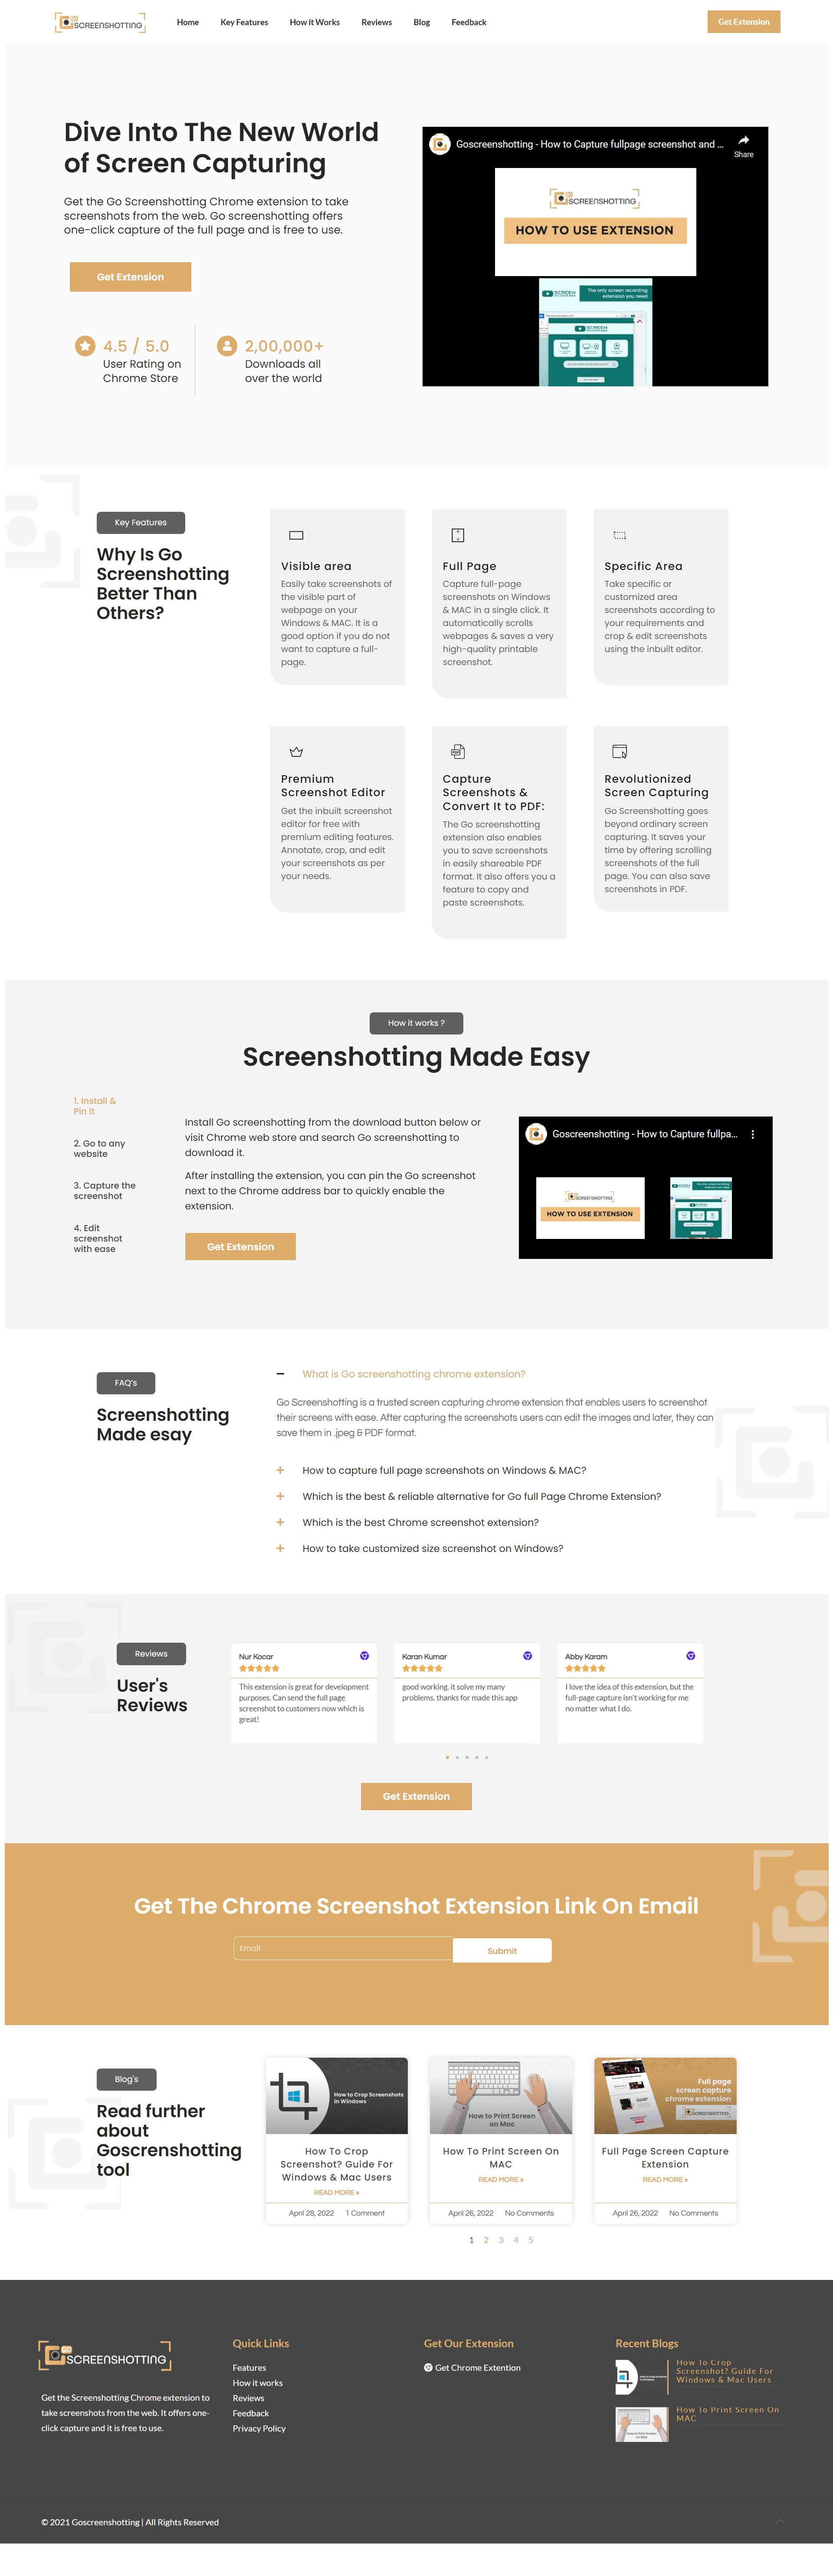 GO
SCREENSHOTTING
Home
Key Features
How it Works
Reviews
Blog
Feedback
Get Extension
Dive Into The New World
of Screen Capturing
Get the Go Screenshotting Chrome extension to take
screenshots from the web. Go screenshotting offers
one-click capture of the full page and is free to use.
Get Extension
4.5 / 5.0
User Rating on
Chrome Store
2,00,000+
Downloads all
over the world
Goscreenshotting - How to Capture fullpage screenshot and ...
Share
SCREENSHOTTING
HOW TO USE EXTENSION
SCREEN
The only screen recording
extension you need
SCREEN
Key Features
Why Is Go
Screenshotting
Better Than
Others?
Visible area
Easily take screenshots of
the visible part of
webpage on your
Windows & MAC. It is a
good option if you do not
want to capture a full-
page.
Full Page
Capture full-page
screenshots on Windows
& MAC in a single click. It
automatically scrolls
webpages & saves a very
high-quality printable
screenshot.
Specific Area
Take specific or
customized area
screenshots according to
your requirements and
crop & edit screenshots
using the inbuilt editor.
Premium
Screenshot Editor
Get the inbuilt screenshot
editor for free with
premium editing features.
Annotate, crop, and edit
your screenshots as per
your needs.
Capture
Screenshots &
Convert It to PDF:
The Go screenshotting
extension also enables
you to save screenshots
in easily shareable PDF
format. It also offers you a
feature to copy and
paste screenshots.
Revolutionized
Screen Capturing
Go Screenshotting goes
beyond ordinary screen
capturing. It saves your
time by offering scrolling
screenshots of the full
page. You can also save
screenshots in PDF.
How it works ?
Screenshotting Made Easy
1. Install &
Pin it
2. Go to any
website
3. Capture the
screenshot
4. Edit
screenshot
with ease
Install Go screenshotting from the download button below or
visit Chrome web store and search Go screenshotting to
download it.
After installing the extension, you can pin the Go screenshot
next to the Chrome address bar to quickly enable the
extension.
Get Extension
Goscreenshotting - How to Capture fullpa...
SCREENSHOTTING
HOW TO USE EXTENSION
FAQ's
Screenshotting
Made esay
What is Go screenshotting chrome extension?
Go Screenshotting is a trusted screen capturing chrome extension that enables users to screenshot
their screens with ease. After capturing the screenshots users can edit the images and later, they can
save them in .jpeg & PDF format.
How to capture full page screenshots on Windows & MAC?
Which is the best & reliable alternative for Go full Page Chrome Extension?
Which is the best Chrome screenshot extension?
How to take customized size screenshot on Windows?
Reviews
User's
Reviews
Nur Kocar
This extension is great for development
purposes. Can send the full page
screenshot to customers now which is
great!
Karan Kumar
good working. it solve my many
problems. thanks for made this app
Abby Karam
I love the idea of this extension, but the
full-page capture isn't working for me
no matter what I do.
Get Extension
Get The Chrome Screenshot Extension Link On Email
Email
Submit
Blog's
Read further
about
Goscrenshotting
tool
How to Crop Screenshots
in Windows
How To Crop
Screenshot? Guide For
Windows & Mac Users
READ MORE »
April 28, 2022
1 Comment
How to Print Screen
on Mac
How To Print Screen On
MAC
READ MORE »
April 26, 2022
No Comments
Full page
screen capture
chrome extension
SCREENSHOTTING
Full Page Screen Capture
Extension
READ MORE »
April 26, 2022
No Comments
1 2 3 4 5
GO
SCREENSHOTTING
Get the Screenshotting Chrome extension to
take screenshots from the web. It offers one-
click capture and it is free to use.
Quick Links
Features
How it works
Reviews
Feedback
Privacy Policy
Get Our Extension
Get Chrome Extention
Recent Blogs
How To Crop
Screenshot? Guide For
Windows & Mac Users
How To Print Screen On
MAC
© 2021 Goscreenshotting | All Rights Reserved